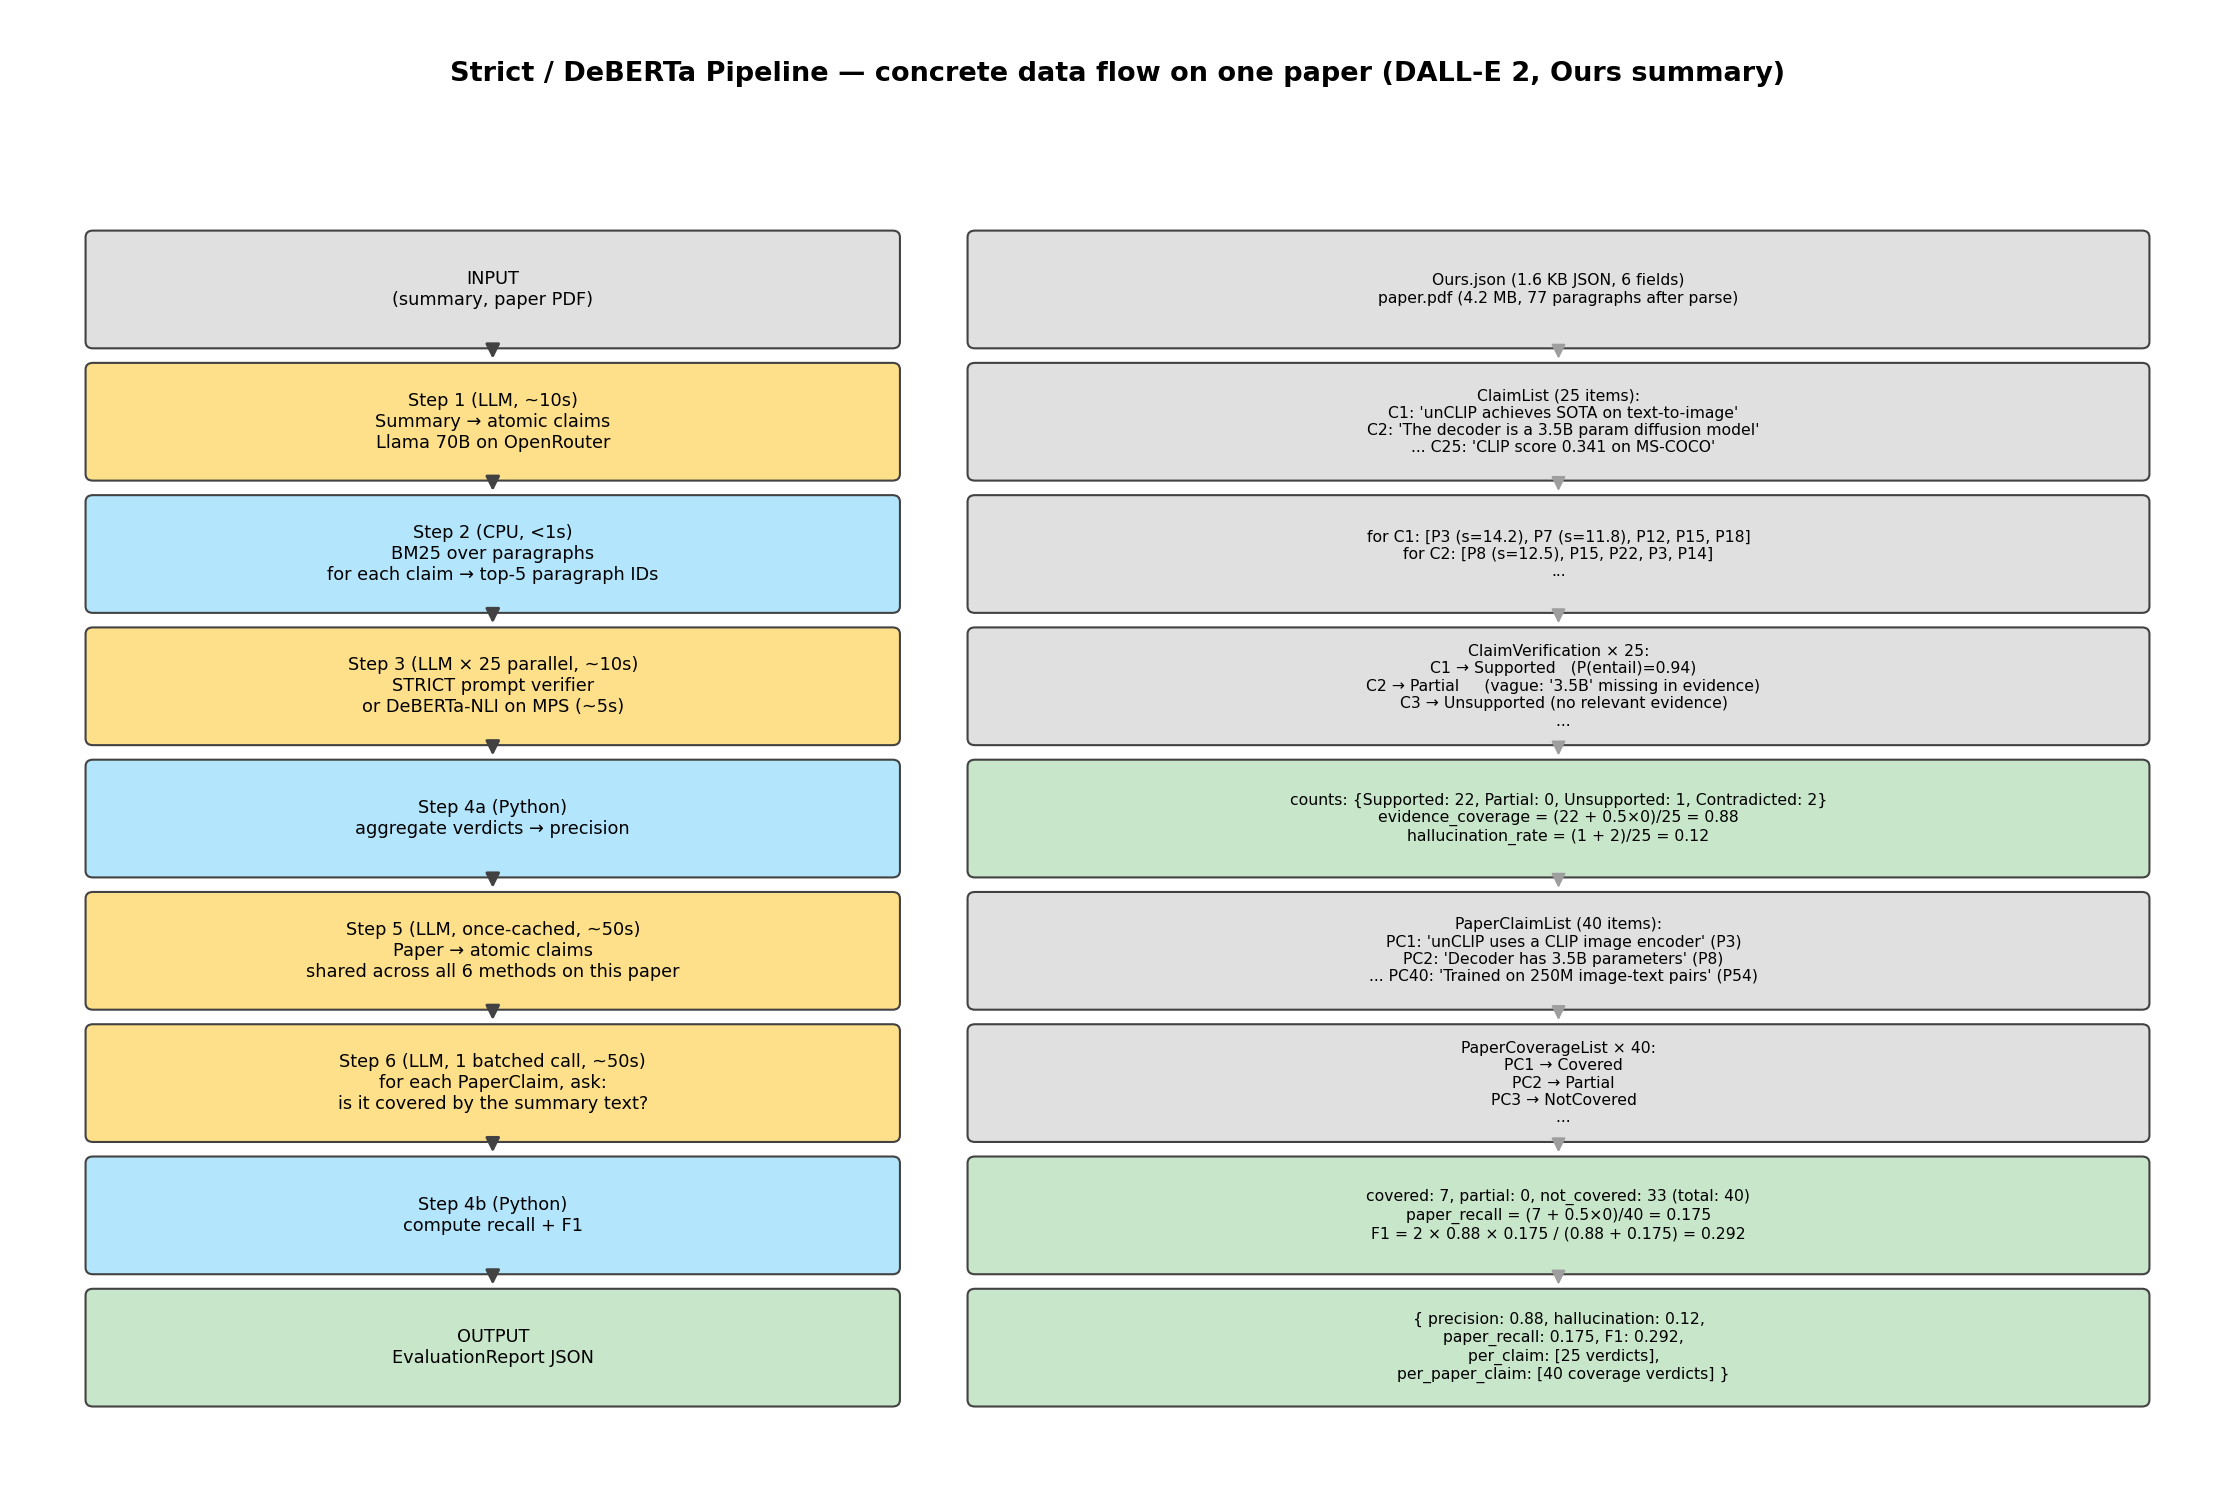 Strict / DeBERTa Pipeline — concrete data flow on one paper (DALL-E 2, Ours summary)
INPUT
(summary, paper PDF)
Ours.json (1.6 KB JSON, 6 fields)
paper.pdf (4.2 MB, 77 paragraphs after parse)
Step 1 (LLM, ~10s)
Summary → atomic claims
Llama 70B on OpenRouter
ClaimList (25 items):
C1: 'unCLIP achieves SOTA on text-to-image'
C2: 'The decoder is a 3.5B param diffusion model'
... C25: 'CLIP score 0.341 on MS-COCO'
Step 2 (CPU, <1s)
BM25 over paragraphs
for each claim → top-5 paragraph IDs
for C1: [P3 (s=14.2), P7 (s=11.8), P12, P15, P18]
for C2: [P8 (s=12.5), P15, P22, P3, P14]
...
Step 3 (LLM × 25 parallel, ~10s)
STRICT prompt verifier
or DeBERTa-NLI on MPS (~5s)
ClaimVerification × 25:
C1 → Supported (P(entail)=0.94)
C2 → Partial (vague: '3.5B' missing in evidence)
C3 → Unsupported (no relevant evidence)
...
Step 4a (Python)
aggregate verdicts → precision
counts: {Supported: 22, Partial: 0, Unsupported: 1, Contradicted: 2}
evidence_coverage = (22 + 0.5×0)/25 = 0.88
hallucination_rate = (1 + 2)/25 = 0.12
Step 5 (LLM, once-cached, ~50s)
Paper → atomic claims
shared across all 6 methods on this paper
PaperClaimList (40 items):
PC1: 'unCLIP uses a CLIP image encoder' (P3)
PC2: 'Decoder has 3.5B parameters' (P8)
... PC40: 'Trained on 250M image-text pairs' (P54)
Step 6 (LLM, 1 batched call, ~50s)
for each PaperClaim, ask:
is it covered by the summary text?
PaperCoverageList × 40:
PC1 → Covered
PC2 → Partial
PC3 → NotCovered
...
Step 4b (Python)
compute recall + F1
covered: 7, partial: 0, not_covered: 33 (total: 40)
paper_recall = (7 + 0.5×0)/40 = 0.175
F1 = 2 × 0.88 × 0.175 / (0.88 + 0.175) = 0.292
OUTPUT
EvaluationReport JSON
{ precision: 0.88, hallucination: 0.12,
paper_recall: 0.175, F1: 0.292,
per_claim: [25 verdicts],
per_paper_claim: [40 coverage verdicts] }